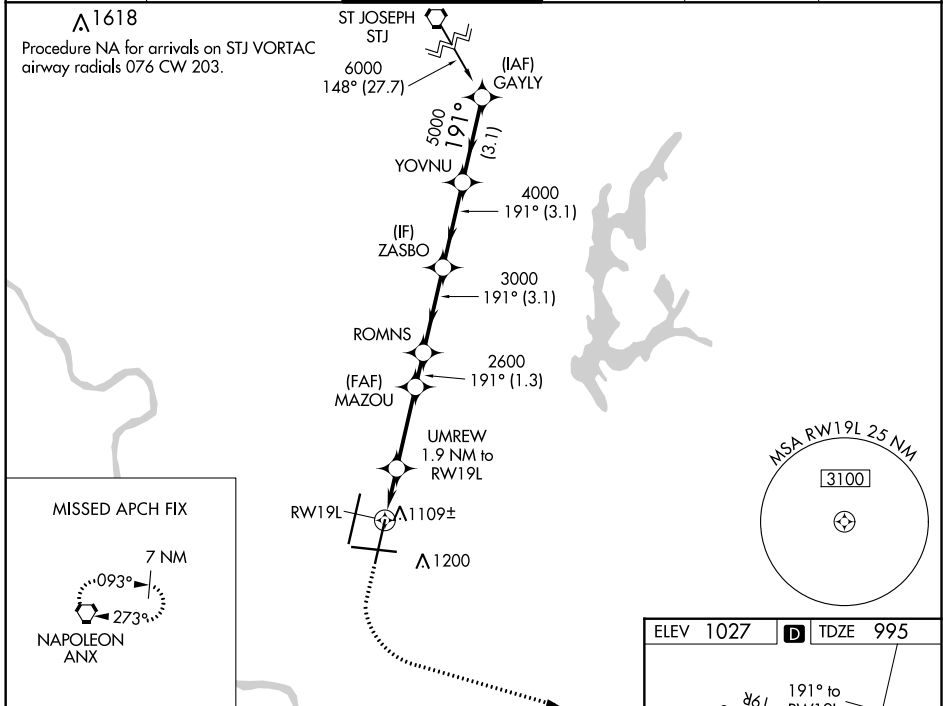 1618
Procedure NA for arrivals on STJ VORTAC
airway radials 076 CW 203.
ST JOSEPH
STJ
6000
148° (27.7)
(IAF)
GAYLY
5000
191°
(3.1)
YOVNU
4000
191° (3.1)
(IF)
ZASBO
3000
191° (3.1)
ROMNS
2600
191° (1.3)
(FAF)
MAZOU
UMREW
1.9 NM to
RW19L
RW19L
1109±
1200
MSA RW19L 25 NM
3100
MISSED APCH FIX
7 NM
093°
273°
NAPOLEON
ANX
ELEV 1027 D TDZE 995
191° to
RW19L
19R